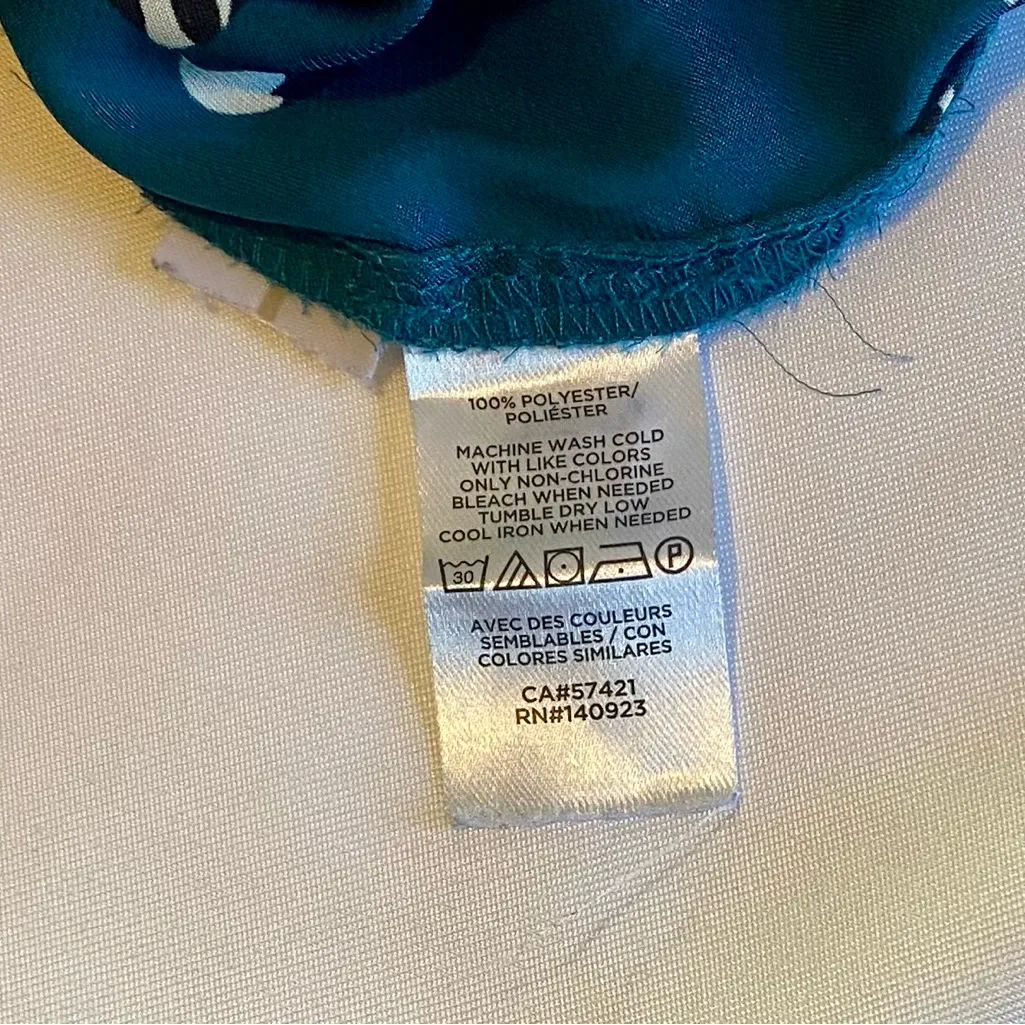 100% POLYESTER/
POLIÉSTER
MACHINE WASH COLD
WITH LIKE COLORS
ONLY NON-CHLORINE
BLEACH WHEN NEEDED
TUMBLE DRY LOW
COOL IRON WHEN NEEDED
30 P
AVEC DES COULEURS
SEMBLABLES / CON
COLORES SIMILARES
CA#57421
RN#140923